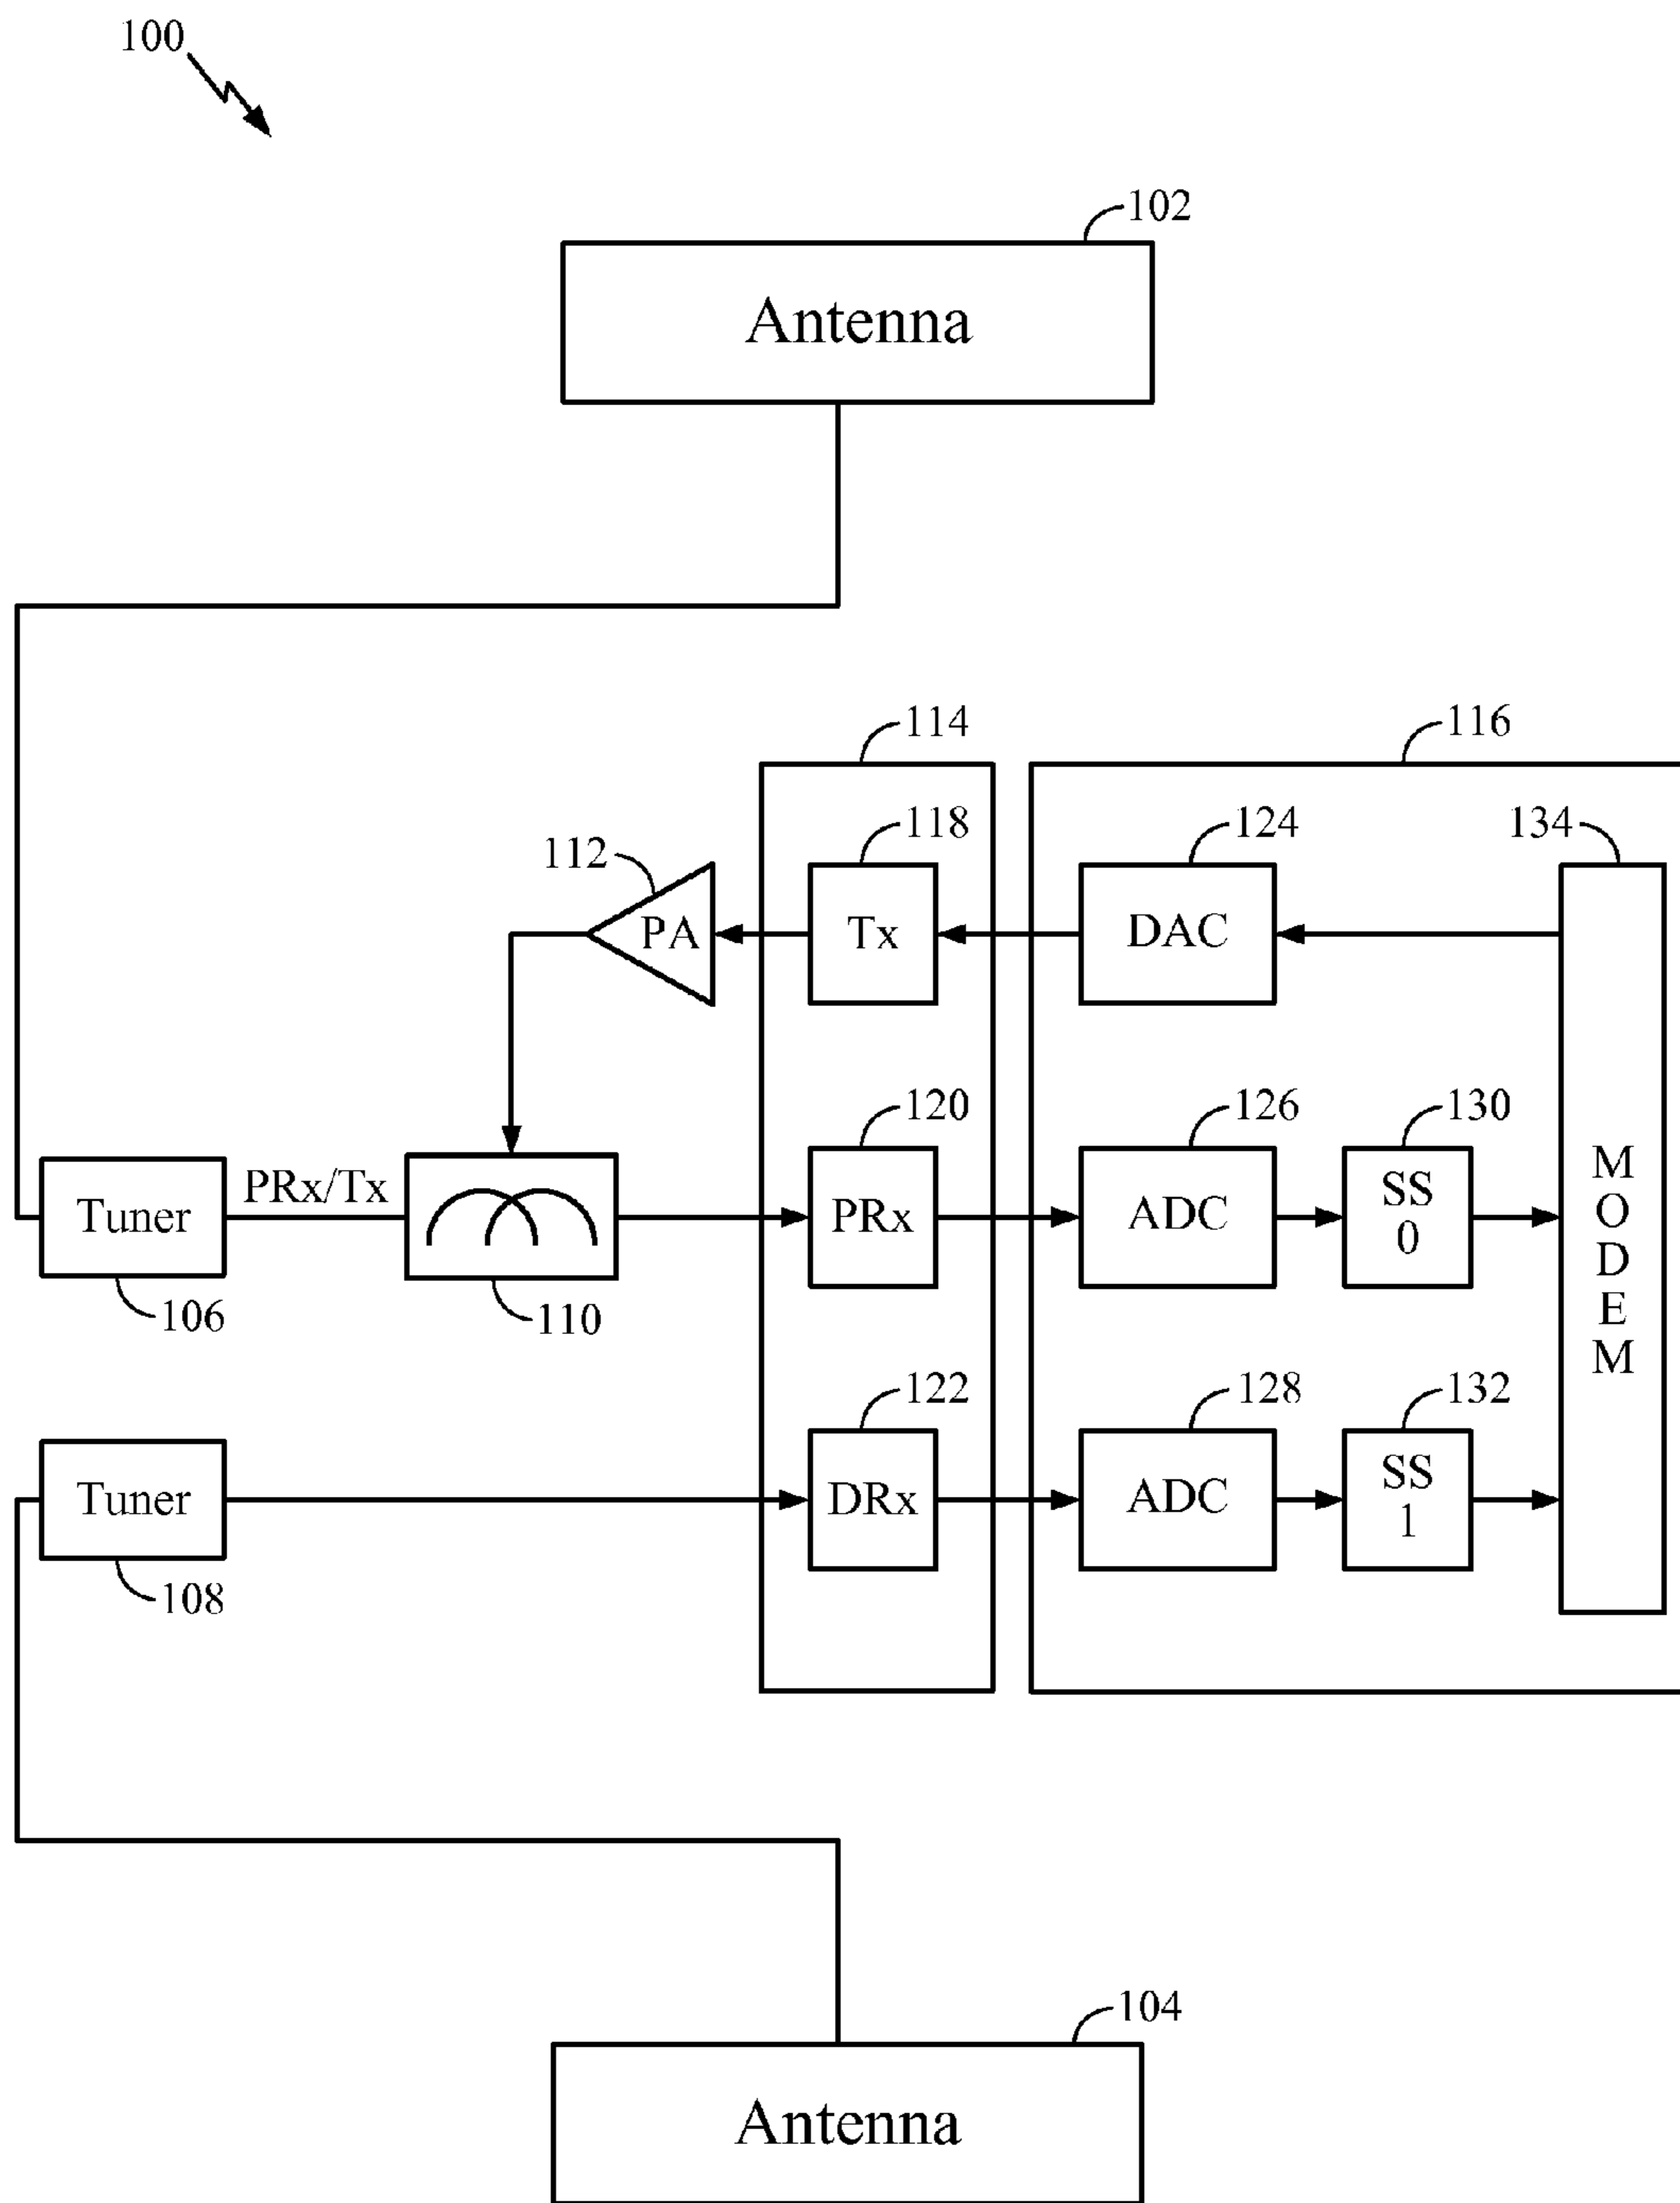 100
102
Antenna
114
116
118
124
134
112
PA
Tx
DAC
120
126
130
PRx/Tx
Tuner
PRx
ADC
SS
0
MODEM
106
110
122
128
132
Tuner
DRx
ADC
SS
1
108
104
Antenna